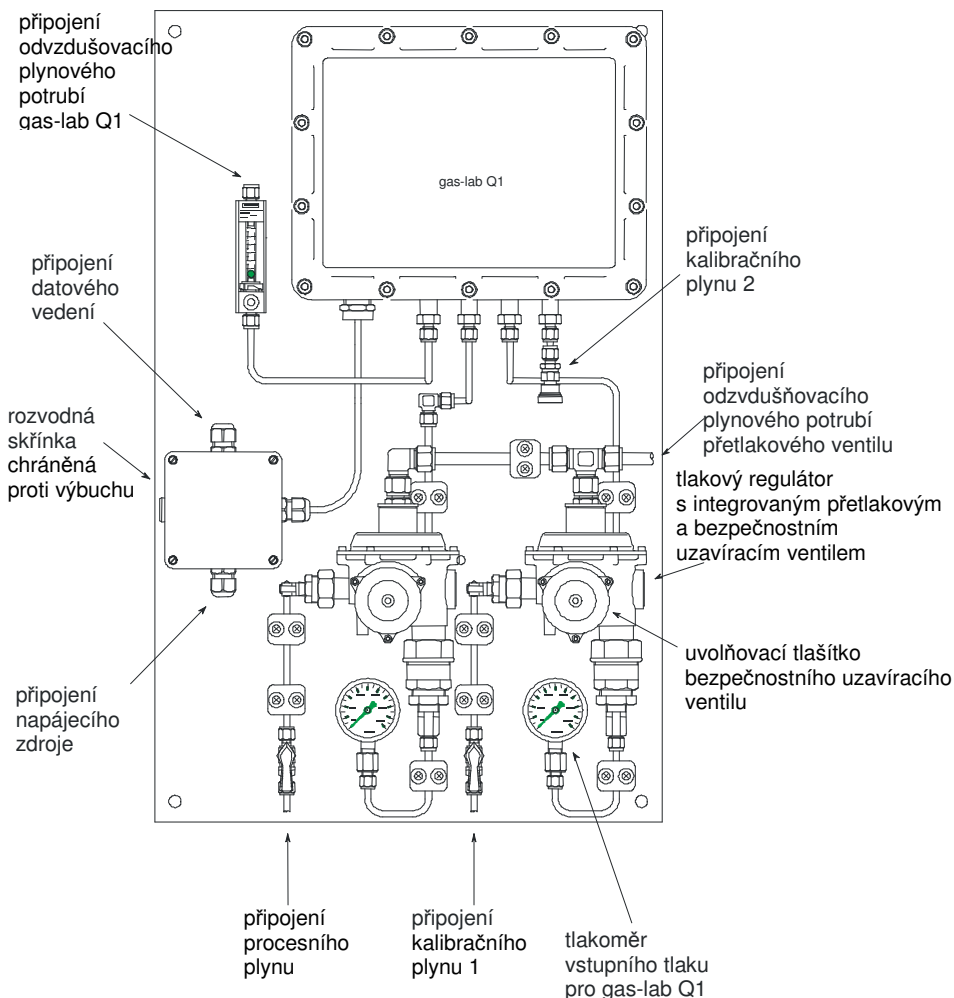 připojení
odvzdušovacího
plynového
potrubí
gas-lab Q1
gas-lab Q1
připojení
kalibračního
plynu 2
připojení
datového
vedení
připojení
odzvdušňovacího
plynového potrubí
přetlakového ventilu
rozvodná
skřínka
chráněná
proti výbuchu
tlakový regulátor
s integrovaným přetlakovým
a bezpečnostním
uzavíracím ventilem
uvolňovací tlašítko
bezpečnostního uzavíracího
ventilu
připojení
napájecího
zdroje
připojení
procesního
plynu
připojení
kalibračního
plynu 1
tlakoměr
vstupního tlaku
pro gas-lab Q1